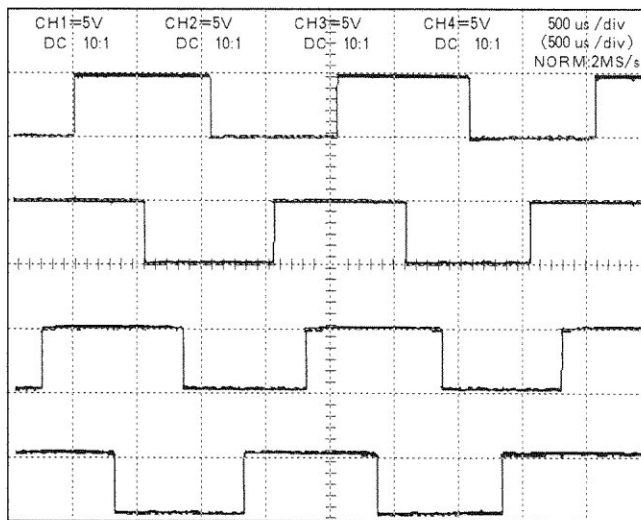 CH1=5V CH2=5V CH3=5V CH4=5V 500 us /div
DC 10:1 DC 10:1 DC 10:1 DC 10:1 (500 us /div)
NORM:2MS/s